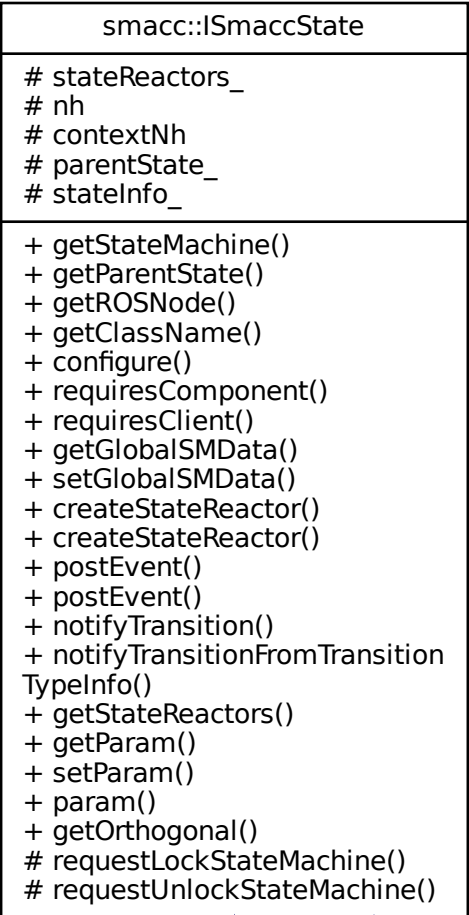 smacc::ISmaccState
# stateReactors_
# nh
# contextNh
# parentState_
# stateInfo_
+ getStateMachine()
+ getParentState()
+ getROSNode()
+ getClassName()
+ configure()
+ requiresComponent()
+ requiresClient()
+ getGlobalSMData()
+ setGlobalSMData()
+ createStateReactor()
+ createStateReactor()
+ postEvent()
+ postEvent()
+ notifyTransition()
+ notifyTransitionFromTransition
TypeInfo()
+ getStateReactors()
+ getParam()
+ setParam()
+ param()
+ getOrthogonal()
# requestLockStateMachine()
# requestUnlockStateMachine()